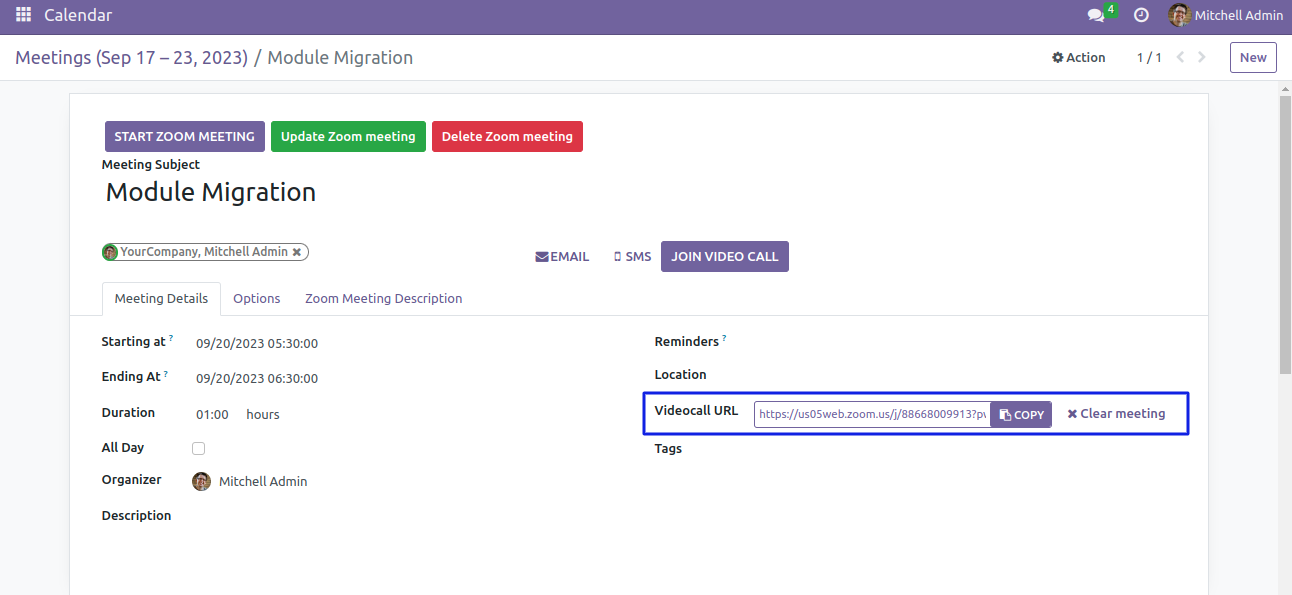 Calendar
4
Mitchell Admin
Meetings (Sep 17 – 23, 2023) / Module Migration
Action
1 / 1
New
START ZOOM MEETING
Update Zoom meeting
Delete Zoom meeting
Meeting Subject
Module Migration
YourCompany, Mitchell Admin
EMAIL
SMS
JOIN VIDEO CALL
Meeting Details
Options
Zoom Meeting Description
Starting at ?
09/20/2023 05:30:00
Ending At ?
09/20/2023 06:30:00
Duration
01:00 hours
All Day
Organizer
Mitchell Admin
Description
Reminders ?
Location
Videocall URL
https://us05web.zoom.us/j/88668009913?p
COPY
Clear meeting
Tags